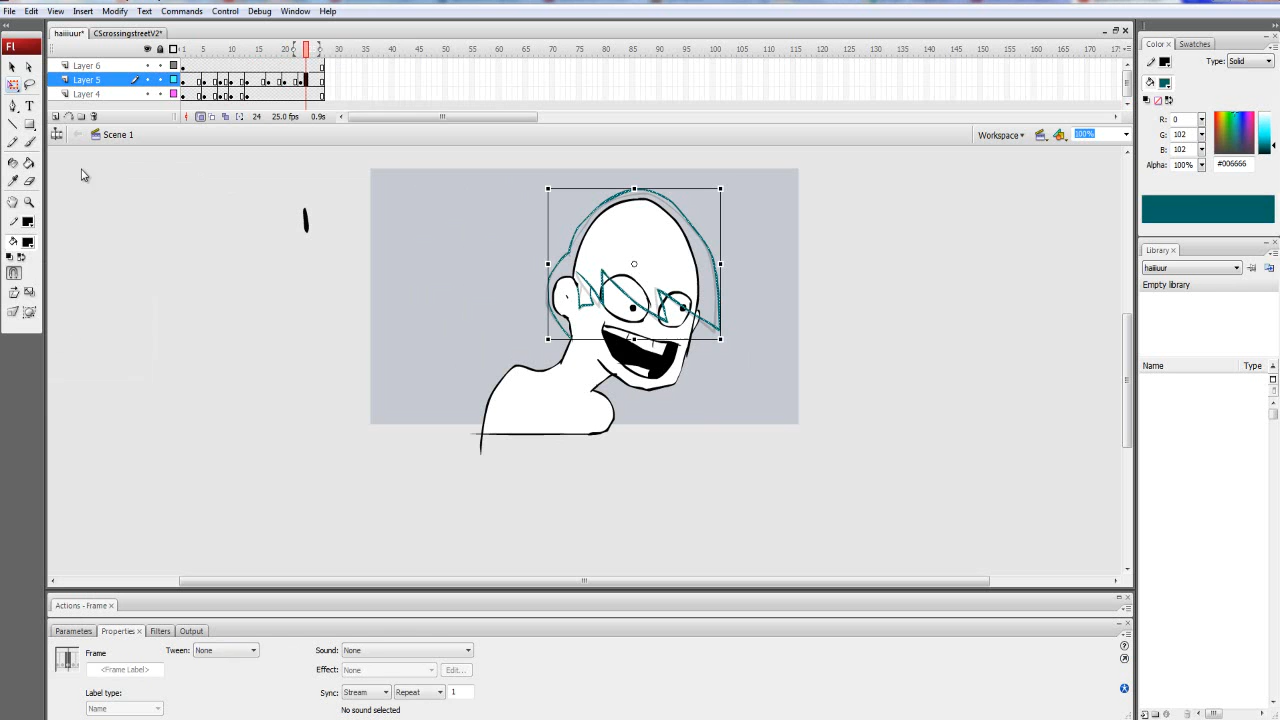 File Edit View Insert Modify Text Commands Control Debug Window Help
haiiiuur* CScrossingstreetV2*
Fl
5 10 15 20 30 35 40 45 50 55 60 65 70 75 80 85 90 95 100 105 110 115 120 125 130 135 140 145 150 155 160 165 170
Layer 6
Layer 5
Layer 4
24 25.0 fps 0.9s
Scene 1
Workspace 100%
Color Swatches
Type: Solid
R: 0
G: 102
B: 102
Alpha: 100% #006666
Library
haiiiuur
Empty library
Name Type
Actions - Frame
Parameters Properties Filters Output
Frame Tween: None Sound: None
<Frame Label> Effect: None Edit...
Label type: Sync: Stream Repeat 1
Name No sound selected